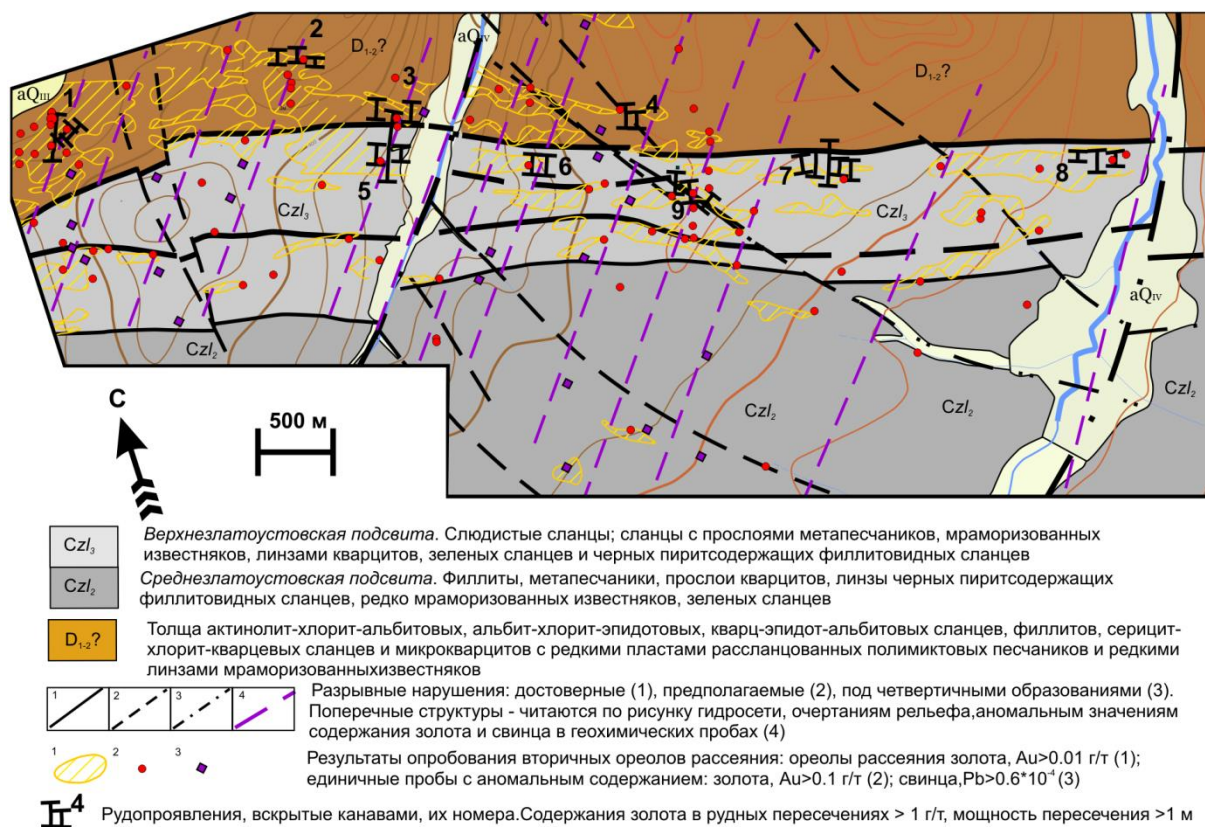 2
D₁₋₂?
aQIV
3
D₁₋₂?
aQIII
1
4
6
7
8
5
Czl₃
9
Czl₃
aQIV
Czl₂
Czl₂
Czl₂
С
500 м
Czl₃
Верхнезлатоустовская подсвита. Слюдистые сланцы; сланцы с прослоями метапесчаников, мраморизованных
известняков, линзами кварцитов, зеленых сланцев и черных пиритсодержащих филлитовидных сланцев
Czl₂
Среднезлатоустовская подсвита. Филлиты, метапесчаники, прослои кварцитов, линзы черных пиритсодержащих
филлитовидных сланцев, редко мраморизованных известняков, зеленых сланцев
D₁₋₂?
Толща актинолит-хлорит-альбитовых, альбит-хлорит-эпидотовых, кварц-эпидот-альбитовых сланцев, филлитов, серицит-
хлорит-кварцевых сланцев и микрокварцитов с редкими пластами рассланцованных полимиктовых песчаников и редкими
линзами мраморизованныхизвестняков
1 2 3 4
Разрывные нарушения: достоверные (1), предполагаемые (2), под четвертичными образованиями (3).
Поперечные структуры - читаются по рисунку гидросети, очертаниям рельефа,аномальным значениям
содержания золота и свинца в геохимических пробах (4)
1 2 3
Результаты опробования вторичных ореолов рассеяния: ореолы рассеяния золота, Au>0.01 г/т (1);
единичные пробы с аномальным содержанием: золота, Au>0.1 г/т (2); свинца,Pb>0.6*10⁻⁴ (3)
4
Рудопроявления, вскрытые канавами, их номера.Содержания золота в рудных пересечениях > 1 г/т, мощность пересечения >1 м